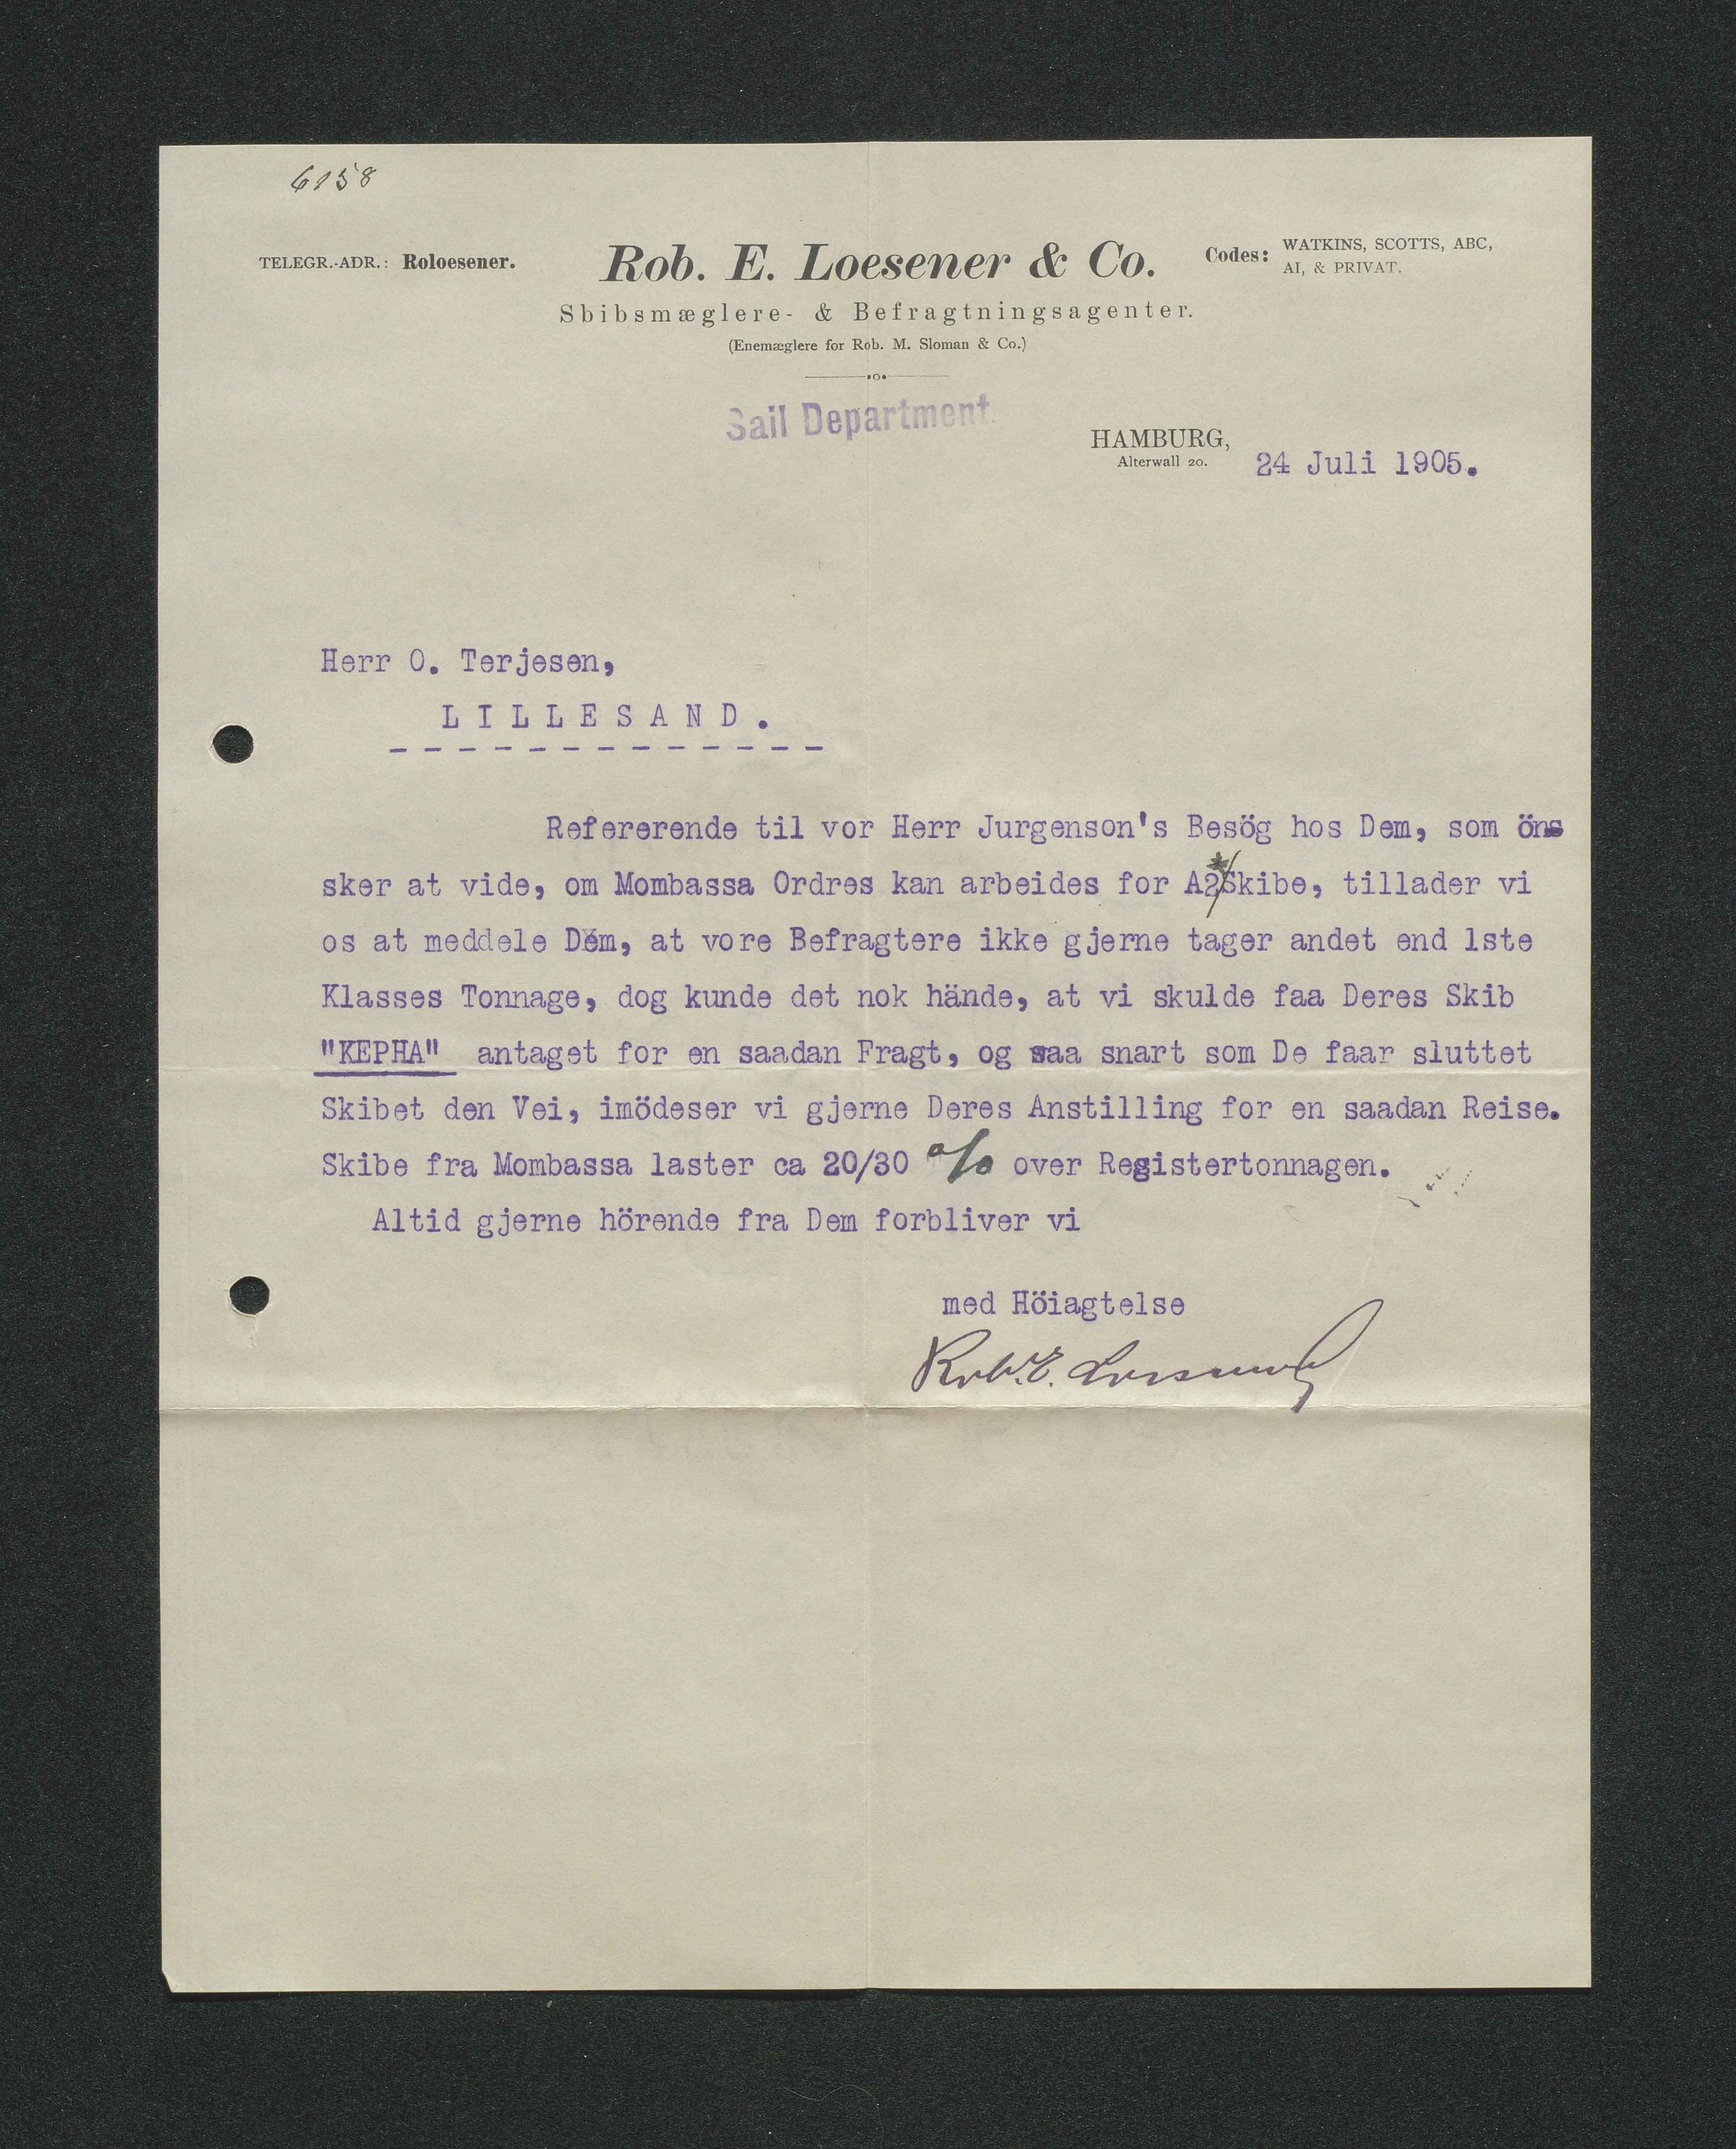 6158
TELEGR.-ADR.: Roloesener.
Rob. E. Loesener & Co.
Codes: WATKINS, SCOTTS, ABC,
AI, & PRIVAT.
Sbibsmæglere- & Befragtningsagenter.
(Enemæglere for Rob. M. Sloman & Co.)
Sail Department.
HAMBURG,
Alterwall 20.
24 Juli 1905.
Herr O. Terjesen,
LILLESAND.
Refererende til vor Herr Jurgenson's Besög hos Dem, som öns
sker at vide, om Mombassa Ordres kan arbeides for A2*/Skibe, tillader vi
os at meddele Dem, at vore Befragtere ikke gjerne tager andet end 1ste
Klasses Tonnage, dog kunde det nok hände, at vi skulde faa Deres Skib
"KEPHA" antaget for en saadan Fragt, og saa snart som De faar sluttet
Skibet den Vei, imödeser vi gjerne Deres Anstilling for en saadan Reise.
Skibe fra Mombassa laster ca 20/30 % over Registertonnagen.
Altid gjerne hörende fra Dem forbliver vi
med Höiagtelse
Rob. E. Loesener